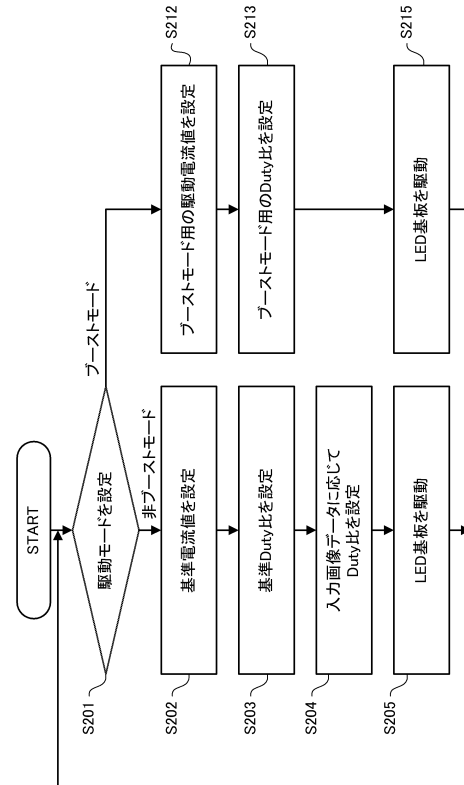 START
駆動モードを設定
S201
ブーストモード
非ブーストモード
基準電流値を設定
S202
ブーストモード用の駆動電流値を設定
S212
基準Duty比を設定
S203
ブーストモード用のDuty比を設定
S213
入力画像データに応じて
Duty比を設定
S204
LED基板を駆動
S205
LED基板を駆動
S215